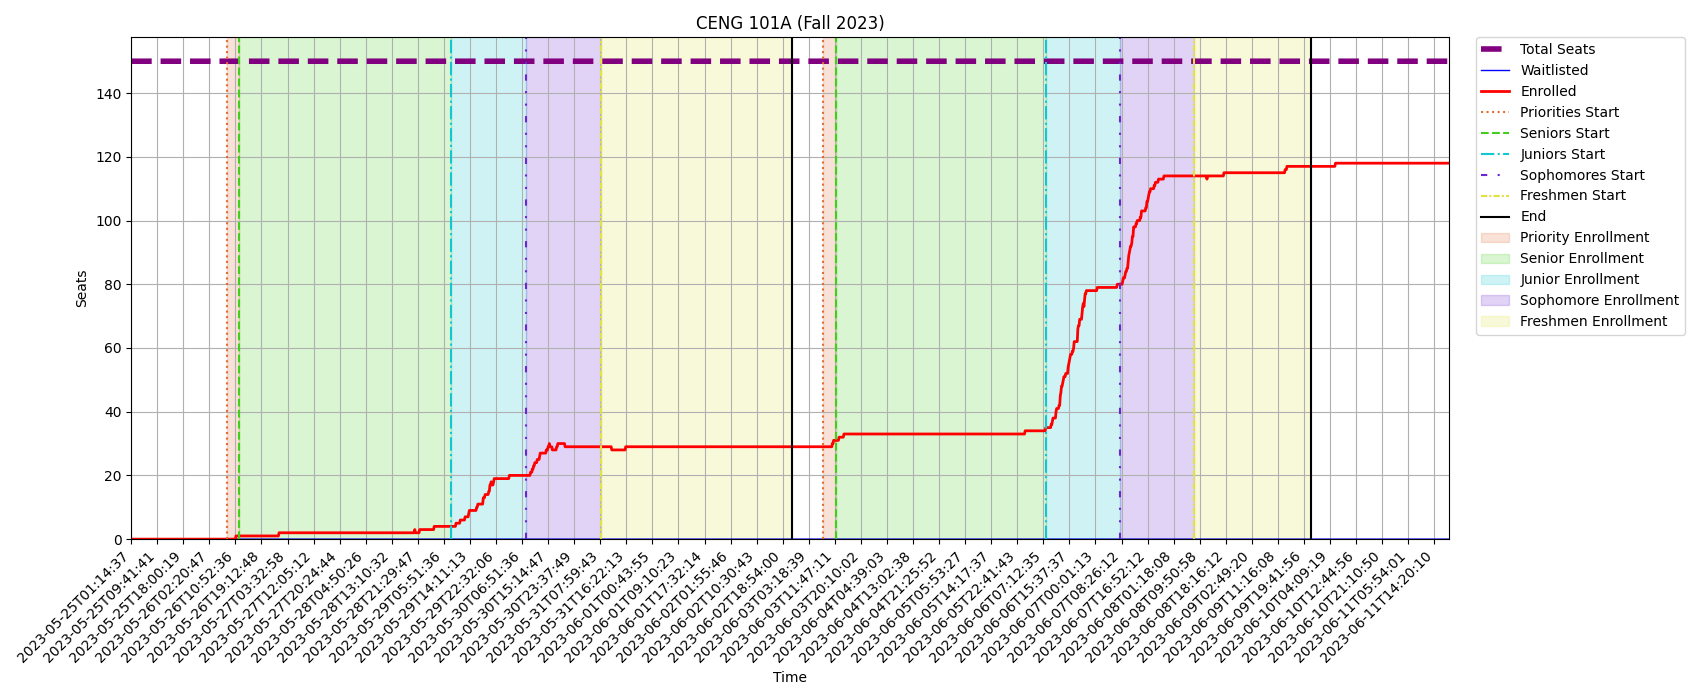 CENG 101A (Fall 2023)
Seats
140
120
100
80
60
40
20
0
2023-05-25T01:14:37
2023-05-25T09:41:41
2023-05-25T18:00:19
2023-05-26T02:20:47
2023-05-26T10:52:36
2023-05-26T19:12:48
2023-05-27T03:32:58
2023-05-27T12:05:12
2023-05-27T20:24:44
2023-05-28T04:50:26
2023-05-28T13:10:32
2023-05-28T21:29:47
2023-05-29T05:51:36
2023-05-29T14:11:13
2023-05-29T22:32:06
2023-05-30T06:51:36
2023-05-30T15:14:47
2023-05-30T23:37:49
2023-05-31T07:59:43
2023-05-31T16:22:13
2023-06-01T00:43:55
2023-06-01T09:10:23
2023-06-01T17:32:14
2023-06-02T01:55:46
2023-06-02T10:30:43
2023-06-02T18:54:00
2023-06-03T03:18:39
2023-06-03T11:47:11
2023-06-03T20:10:02
2023-06-04T04:39:03
2023-06-04T13:02:38
2023-06-04T21:25:52
2023-06-05T05:53:27
2023-06-05T14:17:37
2023-06-05T22:41:43
2023-06-06T07:12:35
2023-06-06T15:37:37
2023-06-07T00:01:13
2023-06-07T08:26:12
2023-06-07T16:52:12
2023-06-08T01:18:08
2023-06-08T09:50:58
2023-06-08T18:16:12
2023-06-09T02:49:20
2023-06-09T11:16:08
2023-06-09T19:41:56
2023-06-10T04:09:19
2023-06-10T12:44:56
2023-06-10T21:10:50
2023-06-11T05:54:01
2023-06-11T14:20:10
Time
Total Seats
Waitlisted
Enrolled
Priorities Start
Seniors Start
Juniors Start
Sophomores Start
Freshmen Start
End
Priority Enrollment
Senior Enrollment
Junior Enrollment
Sophomore Enrollment
Freshmen Enrollment